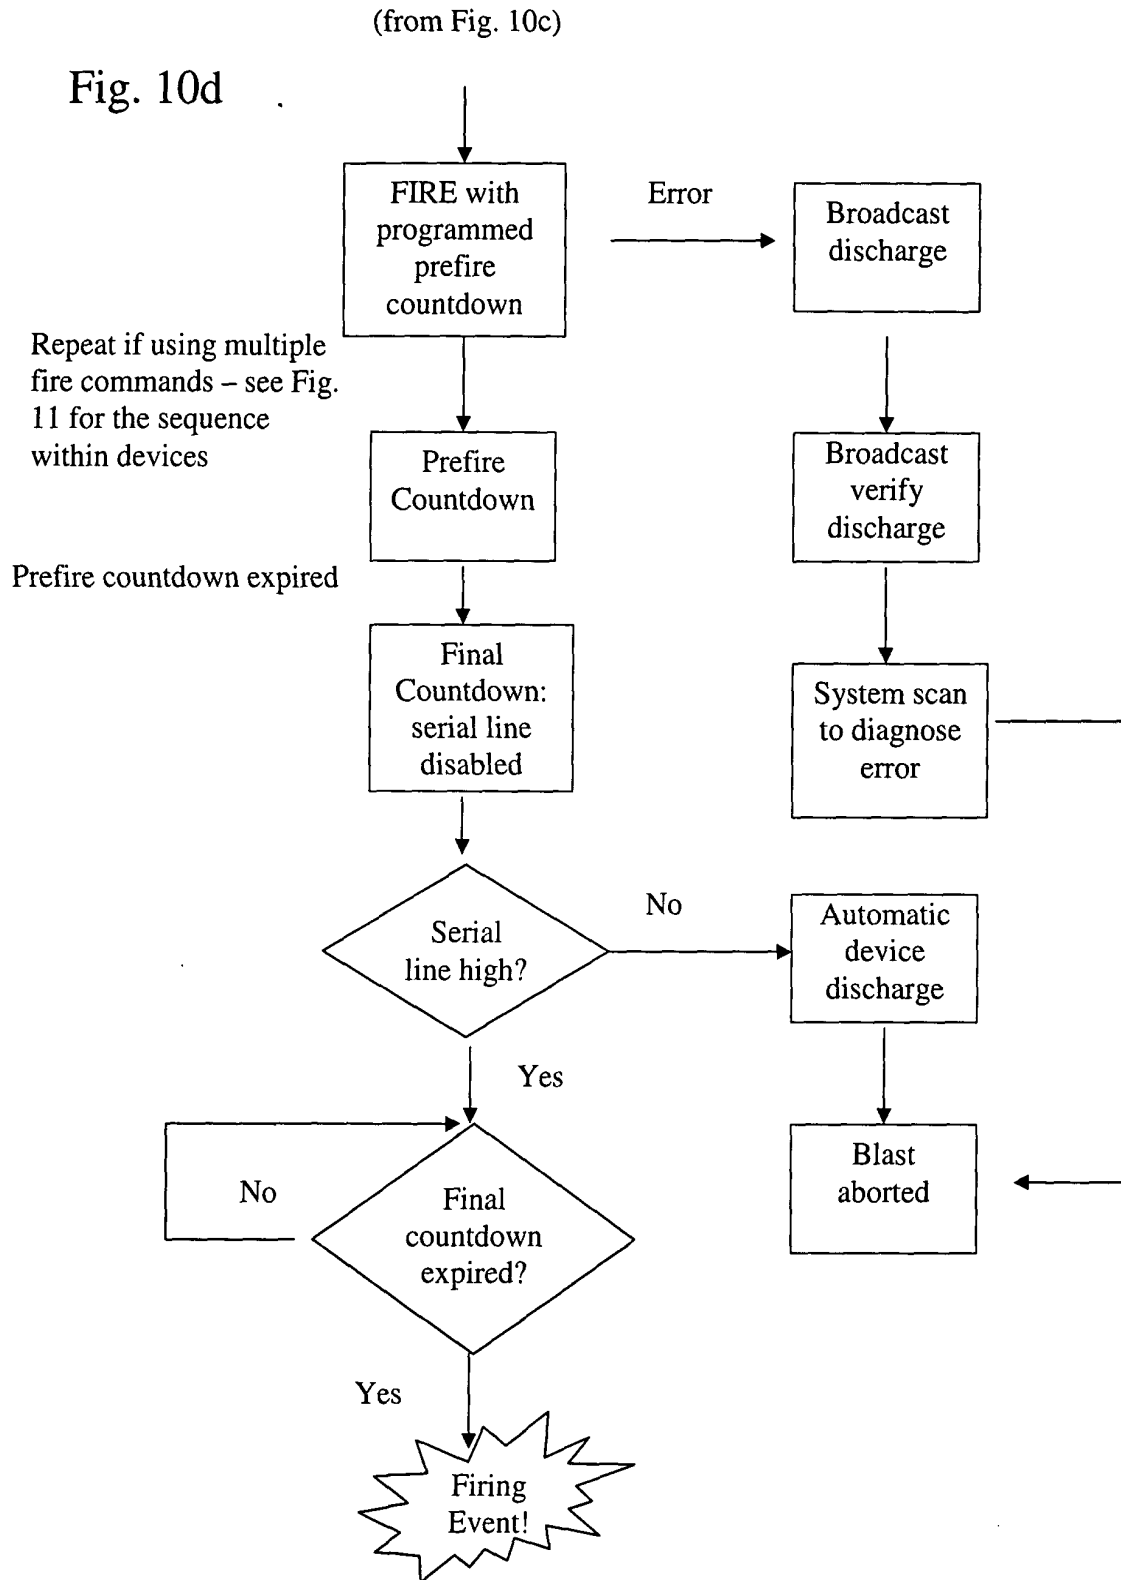 (from Fig. 10c)
Fig. 10d
FIRE with
programmed
prefire
countdown
Error
Broadcast
discharge
Repeat if using multiple
fire commands – see Fig.
11 for the sequence
within devices
Prefire
Countdown
Broadcast
verify
discharge
Prefire countdown expired
Final
Countdown:
serial line
disabled
System scan
to diagnose
error
Serial
line high?
No
Automatic
device
discharge
Yes
No
Final
countdown
expired?
Blast
aborted
Yes
Firing
Event!